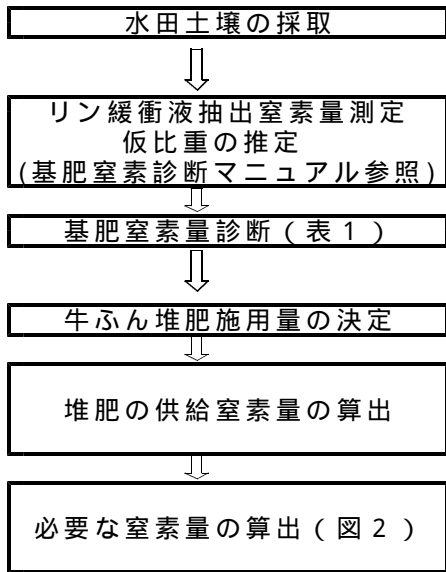 水田土壌の採取
リン緩衝液抽出窒素量測定
仮比重の推定
(基肥窒素診断マニュアル参照)
基肥窒素量診断(表1)
牛ふん堆肥施用量の決定
堆肥の供給窒素量の算出
必要な窒素量の算出(図2)